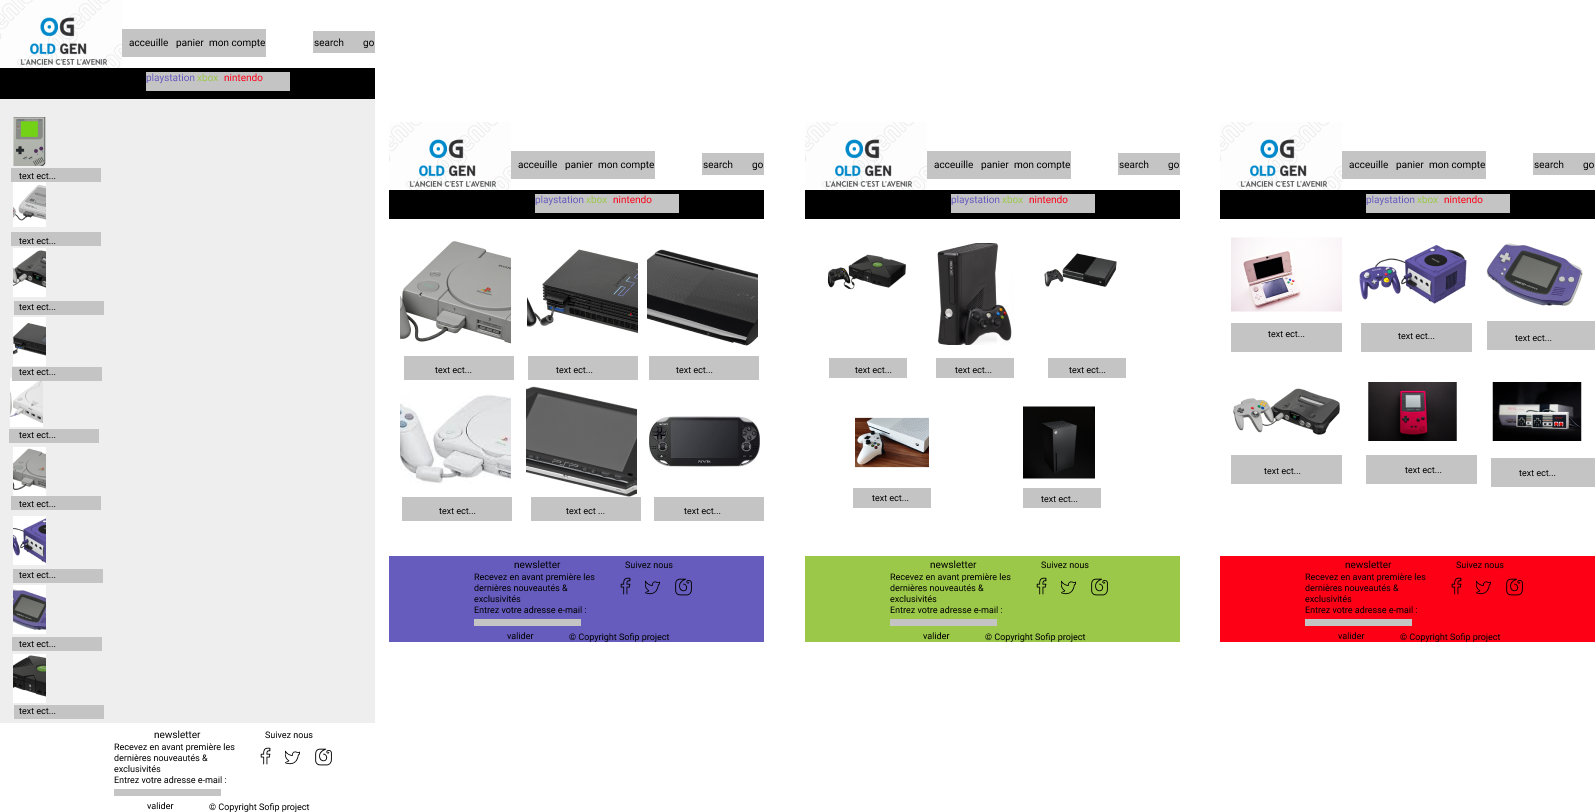 OG
OLD GEN
L'ANCIEN C'EST L'AVENIR
acceuille panier mon compte
search go
playstation xbox nintendo
text ect...
text ect...
text ect...
text ect...
text ect...
text ect...
text ect...
text ect...
text ect...
newsletter
Suivez nous
Recevez en avant première les
dernières nouveautés &
exclusivités
Entrez votre adresse e-mail :
valider
© Copyright Sofip project
OG
OLD GEN
L'ANCIEN C'EST L'AVENIR
acceuille panier mon compte
search go
playstation xbox nintendo
text ect...
text ect...
text ect...
text ect...
text ect ...
text ect...
newsletter
Suivez nous
Recevez en avant première les
dernières nouveautés &
exclusivités
Entrez votre adresse e-mail :
valider
© Copyright Sofip project
OG
OLD GEN
L'ANCIEN C'EST L'AVENIR
acceuille panier mon compte
search go
playstation xbox nintendo
text ect...
text ect...
text ect...
text ect...
text ect...
newsletter
Suivez nous
Recevez en avant première les
dernières nouveautés &
exclusivités
Entrez votre adresse e-mail :
valider
© Copyright Sofip project
OG
OLD GEN
L'ANCIEN C'EST L'AVENIR
acceuille panier mon compte
search go
playstation xbox nintendo
text ect...
text ect...
text ect...
text ect...
text ect...
text ect...
newsletter
Suivez nous
Recevez en avant première les
dernières nouveautés &
exclusivités
Entrez votre adresse e-mail :
valider
© Copyright Sofip project